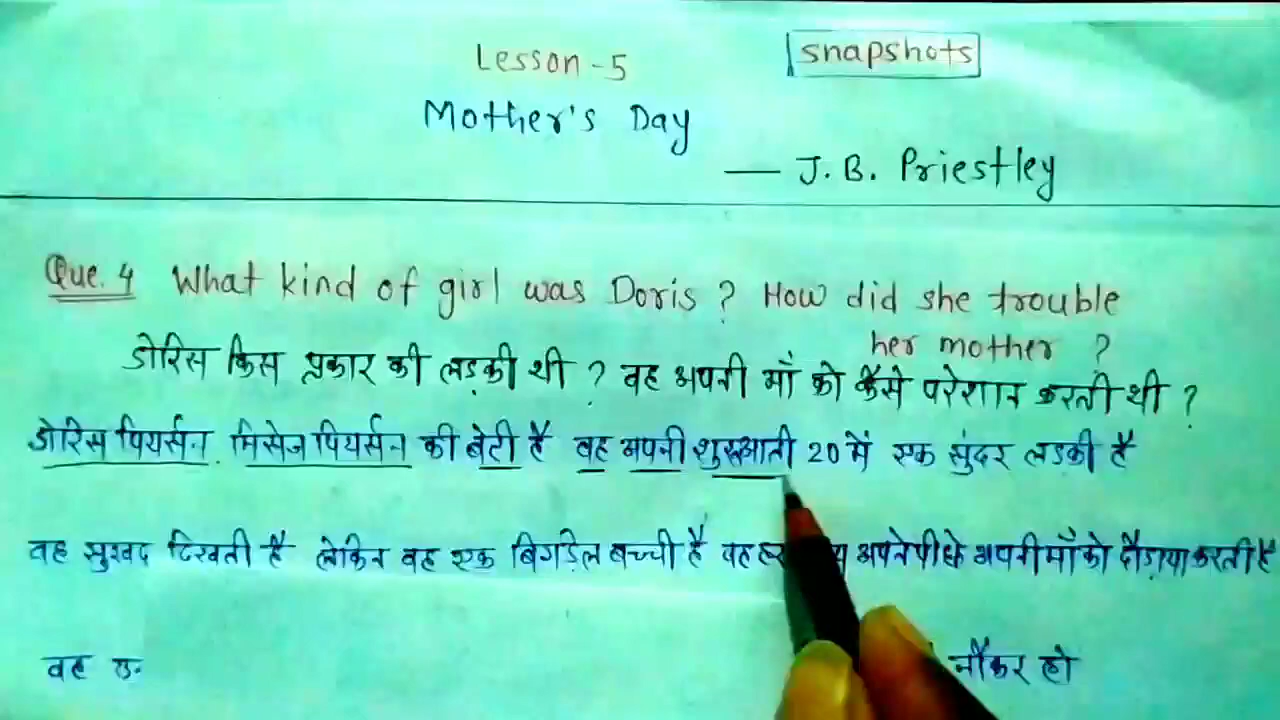 Lesson - 5
snapshots
Mother's Day
— J. B. Priestley
Que. 4 What kind of girl was Doris ? How did she trouble
her mother ?
डोरिस किस प्रकार की लड़की थी ? वह अपनी माँ को कैसे परेशान करती थी ?
डोरिस पियर्सन मिसेज पियर्सन की बेटी है वह अपनी शुरुआती 20 में एक सुंदर लड़की है
वह सुखद दिखती है लेकिन वह एक बिगड़िल बच्ची है वह अपने पीछे अपनी माँ को दौड़ाया करती है
वह नौकर हो